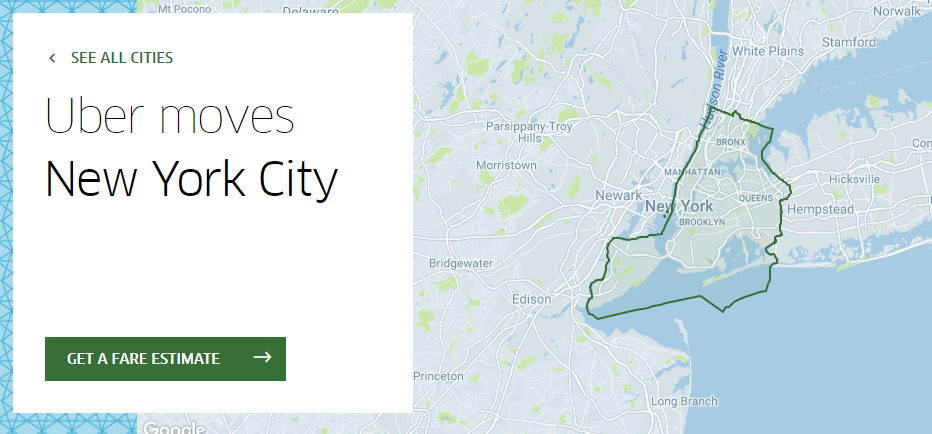 SEE ALL CITIES
Uber moves
New York City
GET A FARE ESTIMATE
Mt Pocono
Delaware
Norwalk
Stamford
White Plains
Hudson River
Parsippany-Troy
Hills
BRONX
Morristown
MANHATTAN
Hicksville
Newark
New York
QUEENS
Hempstead
BROOKLYN
Bridgewater
Edison
Princeton
Long Branch
Google